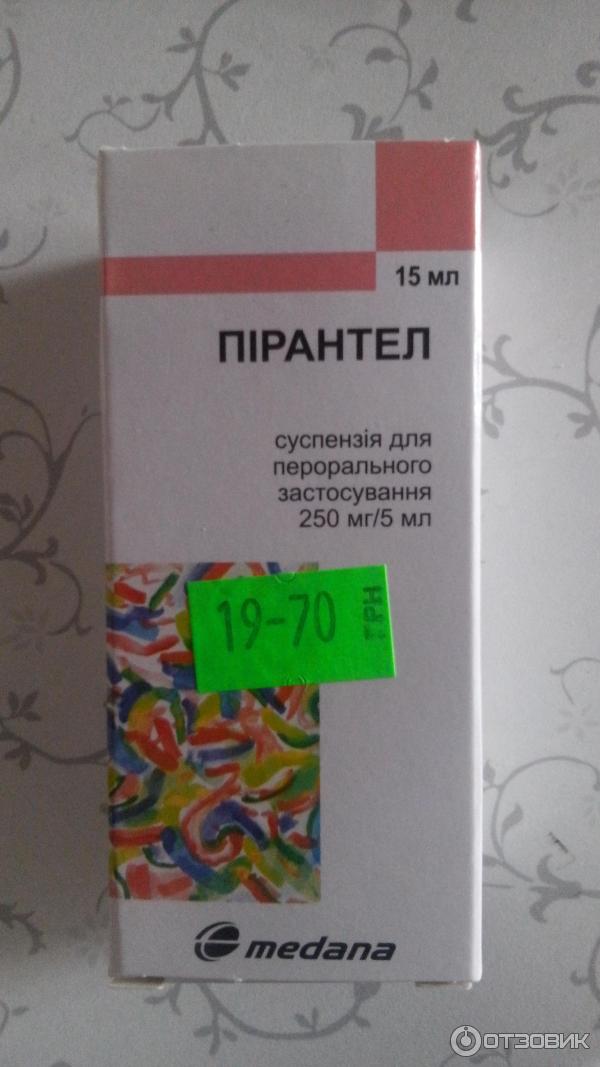 15 мл
ПІРАНТЕЛ
суспензія для
перорального
застосування
250 мг/5 мл
19-70 ГРН
medana
ОТЗОВИК